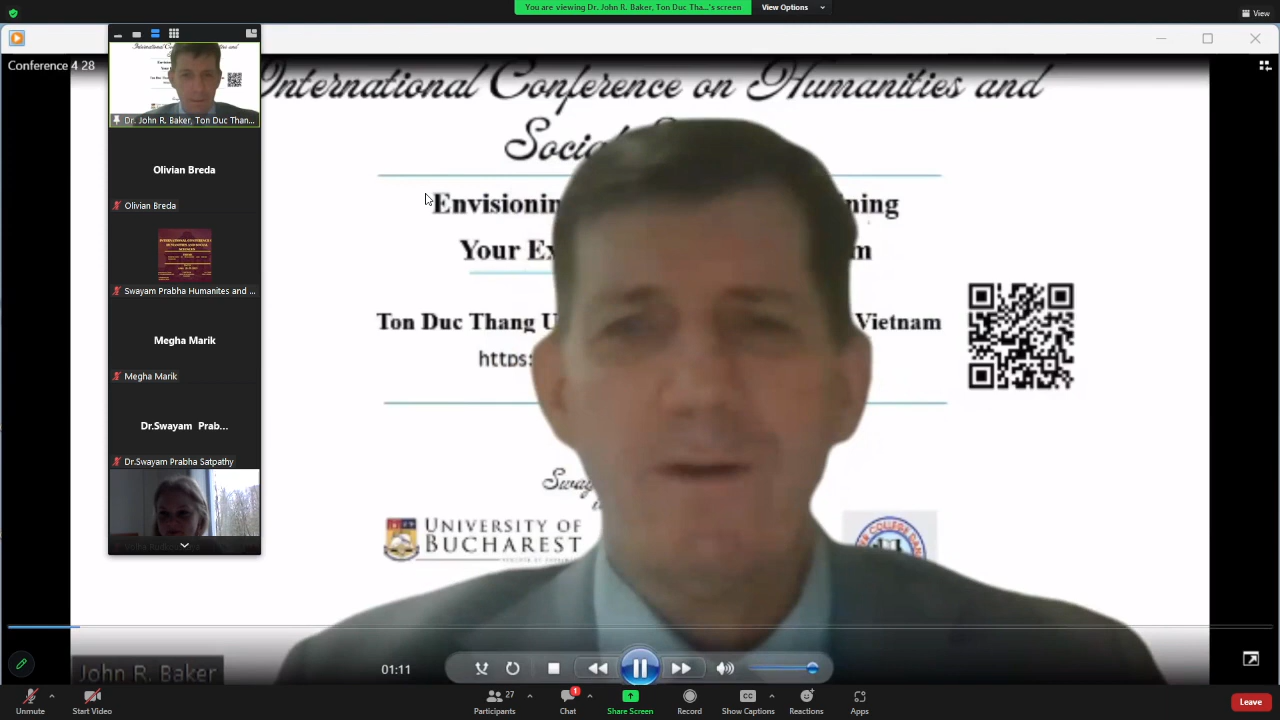 You are viewing Dr. John R. Baker, Ton Duc Tha...'s screen
View Options
View
Conference 4 28
International Conference on Humanities and
Social
Envisionin
ning
Your Ex
m
Ton Duc Thang U
Vietnam
https:
Sway
UNIVERSITY OF
BUCHAREST
John R. Baker
Dr. John R. Baker, Ton Duc Than...
Olivian Breda
Olivian Breda
Swayam Prabha Humanites and ...
Megha Marik
Megha Marik
Dr.Swayam Prab...
Dr.Swayam Prabha Satpathy
01:11
Unmute
Start Video
Participants
27
Chat
1
Share Screen
Record
CC
Show Captions
Reactions
Apps
Leave